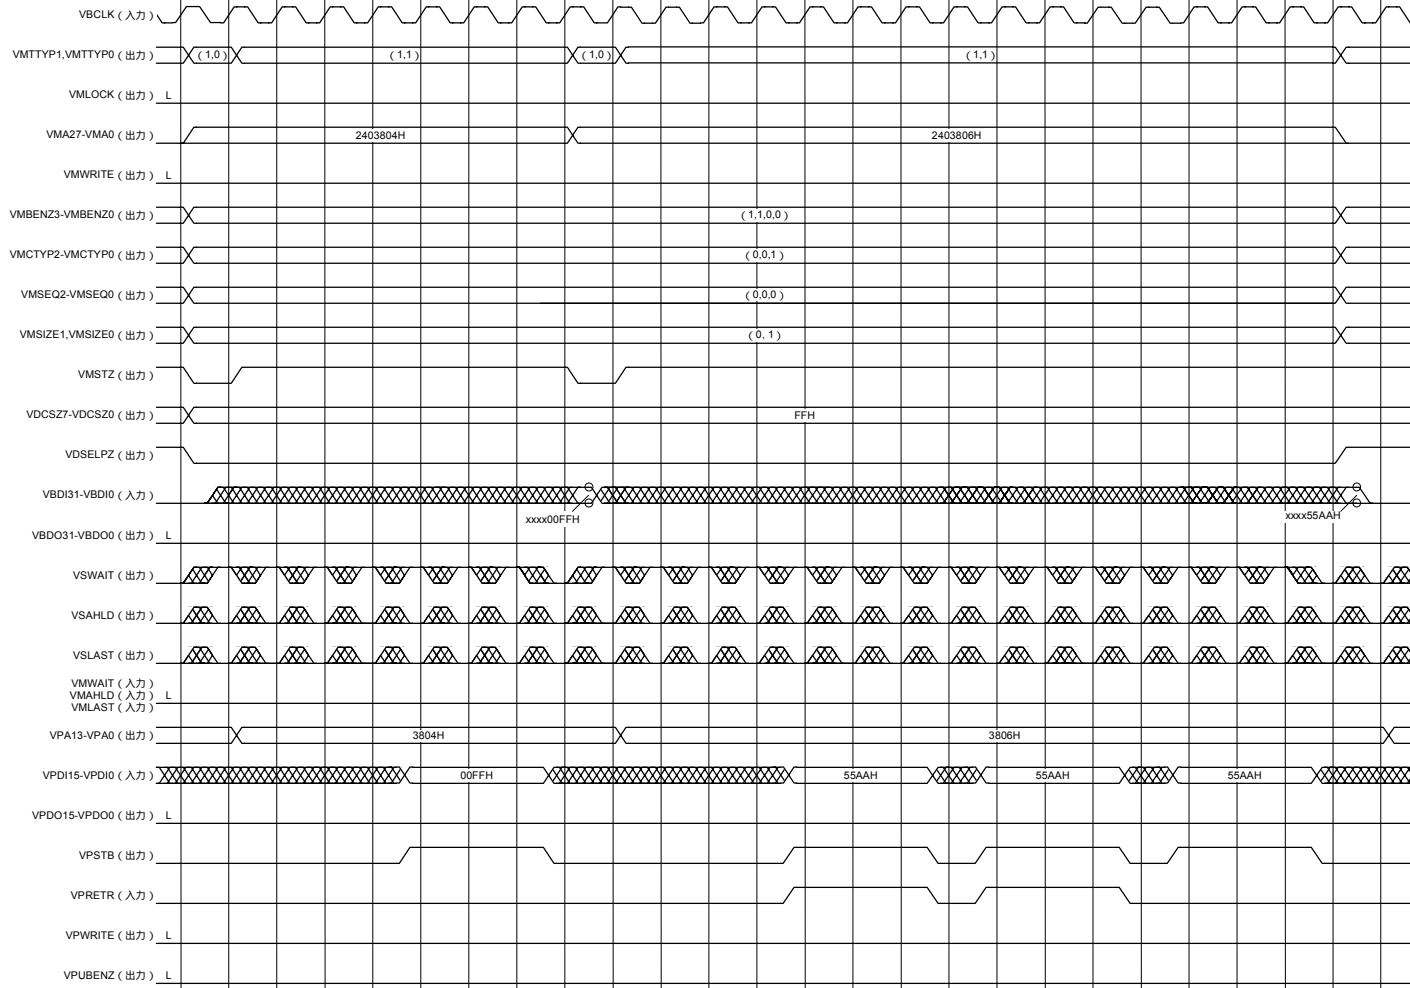 VBCLK（入力）
VMTTYP1,VMTTYP0（出力）（1,0）（1,1）（1,0）（1,1）
VMLOCK（出力） L
VMA27-VMA0（出力） 2403804H 2403806H
VMWRITE（出力） L
VMBENZ3-VMBENZ0（出力）（1,1,0,0）
VMCTYP2-VMCTYP0（出力）（0,0,1）
VMSEQ2-VMSEQ0（出力）（0,0,0）
VMSIZE1,VMSIZE0（出力）（0, 1）
VMSTZ（出力）
VDCSZ7-VDCSZ0（出力） FFH
VDSELPZ（出力）
VBDI31-VBDI0（入力）
xxxx00FFH xxxx55AAH
VBDO31-VBDO0（出力） L
VSWAIT（出力）
VSAHLD（出力）
VSLAST（出力）
VMWAIT（入力）
VMAHLD（入力） L
VMLAST（入力）
VPA13-VPA0（出力） 3804H 3806H
VPDI15-VPDI0（入力） 00FFH 55AAH 55AAH 55AAH
VPDO15-VPDO0（出力） L
VPSTB（出力）
VPRETR（入力）
VPWRITE（出力） L
VPUBENZ（出力） L